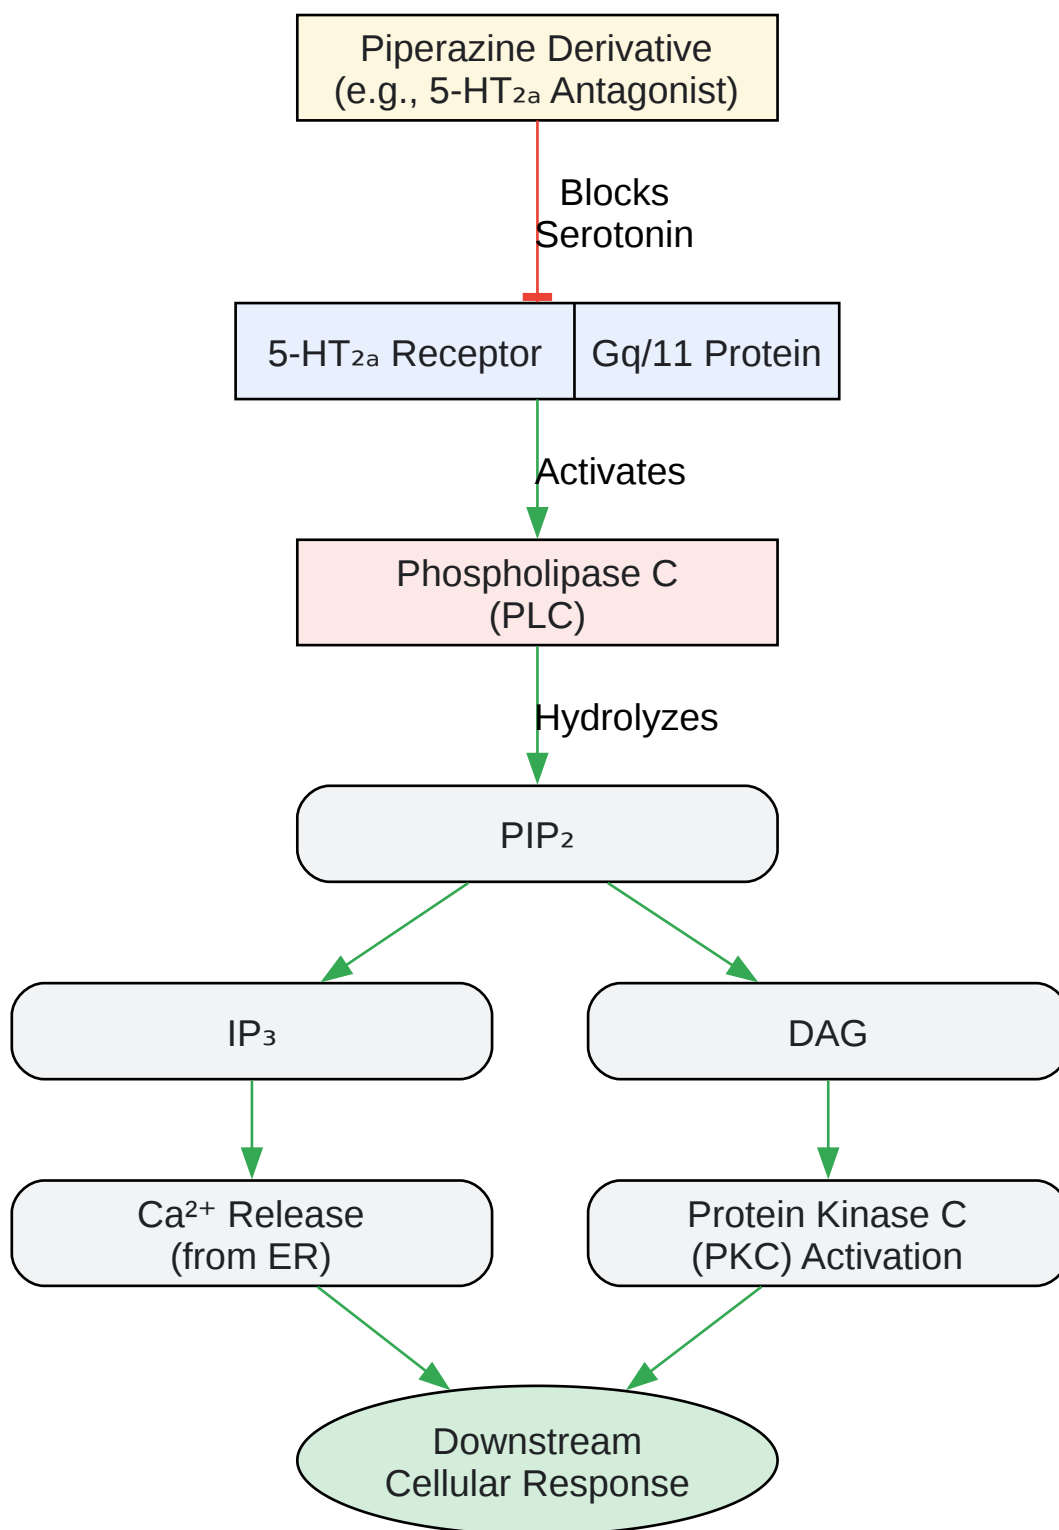 Piperazine Derivative
(e.g., 5-HT₂ₐ Antagonist)
Blocks
Serotonin
5-HT₂ₐ Receptor
Gq/11 Protein
Activates
Phospholipase C
(PLC)
Hydrolyzes
PIP₂
IP₃
DAG
Ca²⁺ Release
(from ER)
Protein Kinase C
(PKC) Activation
Downstream
Cellular Response